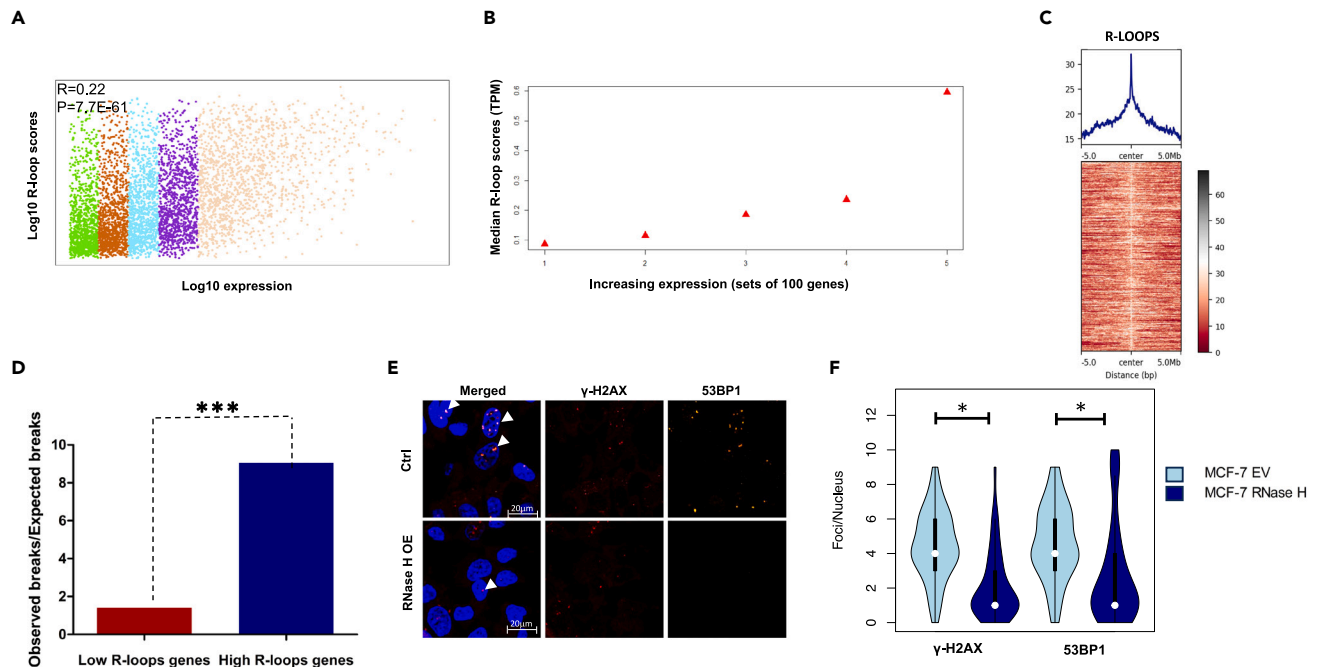 A
R=0.22
P=7.7E-61
Log10 R-loop scores
Log10 expression
B
Median R-loop scores (TPM)
0.6
0.5
0.4
0.3
0.2
0.1
1 2 3 4 5
Increasing expression (sets of 100 genes)
C
R-LOOPS
30
25
20
15
-5.0 center 5.0Mb
60
50
40
30
20
10
0
-5.0 center 5.0Mb
Distance (bp)
D
Observed breaks/Expected breaks
***
10
8
6
4
2
0
Low R-loops genes High R-loops genes
E
Merged γ-H2AX 53BP1
Ctrl
20μm
RNase H OE
20μm
F
Foci/Nucleus
12
10
8
6
4
2
0
* *
γ-H2AX 53BP1
MCF-7 EV
MCF-7 RNase H